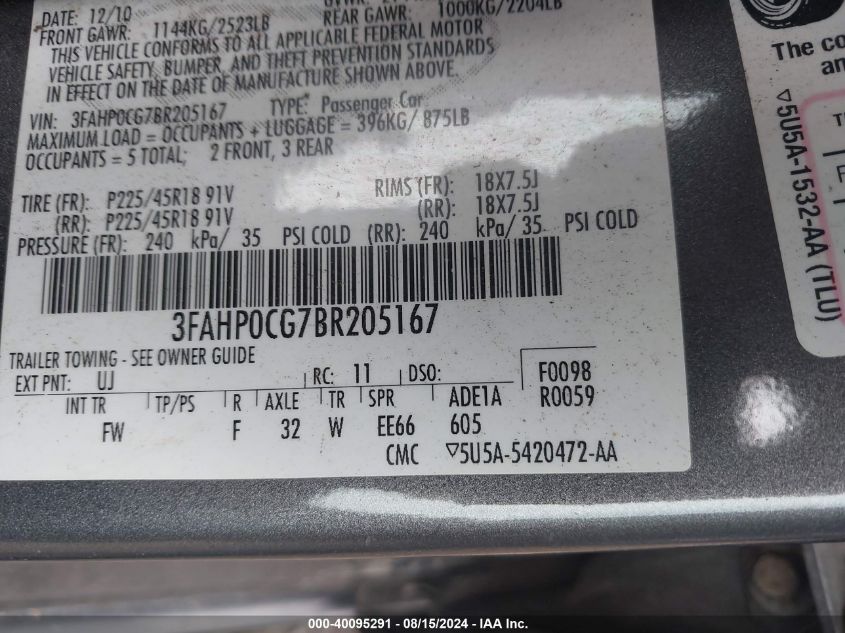 DATE: 12/10
FRONT GAWR: 1144KG/2523LB
REAR GAWR: 1000KG/2204LB
THIS VEHICLE CONFORMS TO ALL APPLICABLE FEDERAL MOTOR
VEHICLE SAFETY, BUMPER, AND THEFT PREVENTION STANDARDS
IN EFFECT ON THE DATE OF MANUFACTURE SHOWN ABOVE.
VIN: 3FAHP0CG7BR205167 TYPE: Passenger Car
MAXIMUM LOAD = OCCUPANTS + LUGGAGE = 396KG/ 875LB
OCCUPANTS = 5 TOTAL; 2 FRONT, 3 REAR
TIRE (FR): P225/45R18 91V RIMS (FR): 18X7.5J
(RR): P225/45R18 91V (RR): 18X7.5J
PRESSURE (FR): 240 kPa/ 35 PSI COLD (RR): 240 kPa/ 35 PSI COLD
3FAHP0CG7BR205167
TRAILER TOWING - SEE OWNER GUIDE
EXT PNT: UJ RC: 11 DSO: F0098
R0059
INT TR TP/PS R AXLE TR SPR ADE1A
FW F 32 W EE66 605
CMC ▽5U5A-5420472-AA
The co
an
▽5U5A-1532-AA (TLU)
000-40095291 - 08/15/2024 - IAA Inc.